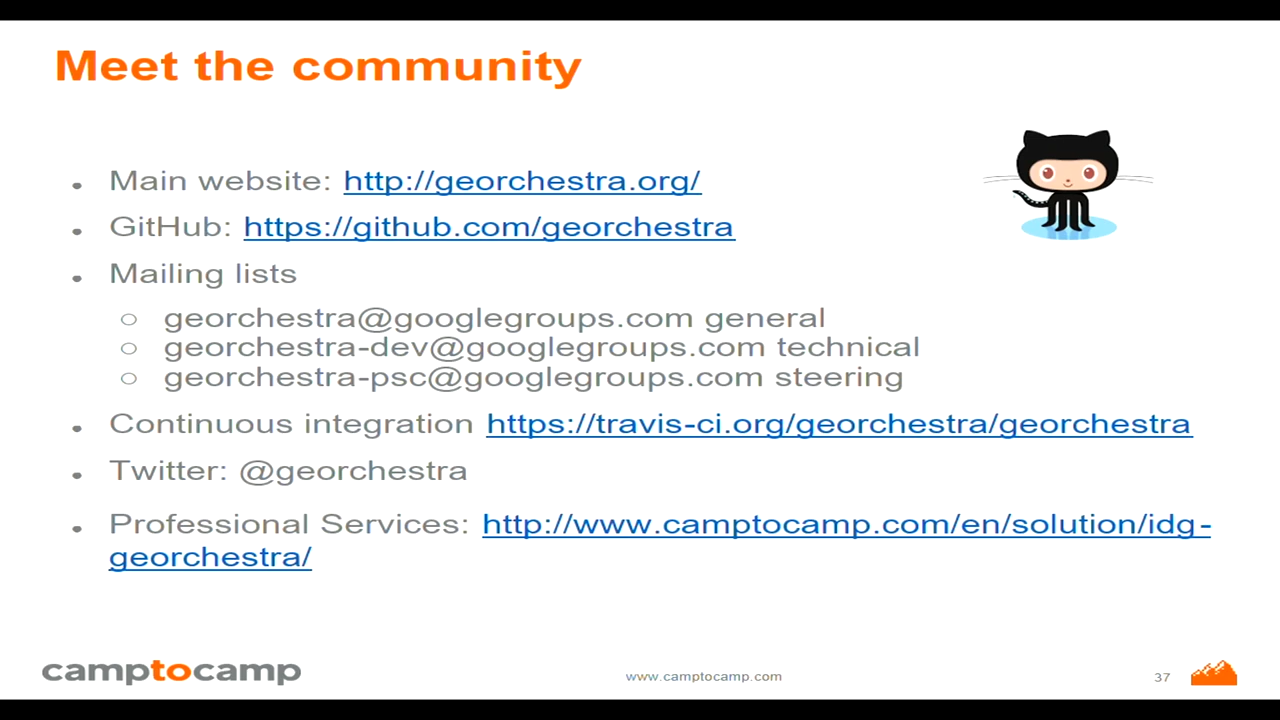 Meet the community
Main website: http://georchestra.org/
GitHub: https://github.com/georchestra
Mailing lists
georchestra@googlegroups.com general
georchestra-dev@googlegroups.com technical
georchestra-psc@googlegroups.com steering
Continuous integration https://travis-ci.org/georchestra/georchestra
Twitter: @georchestra
Professional Services: http://www.camptocamp.com/en/solution/idg-
georchestra/
camptocamp
www.camptocamp.com
37